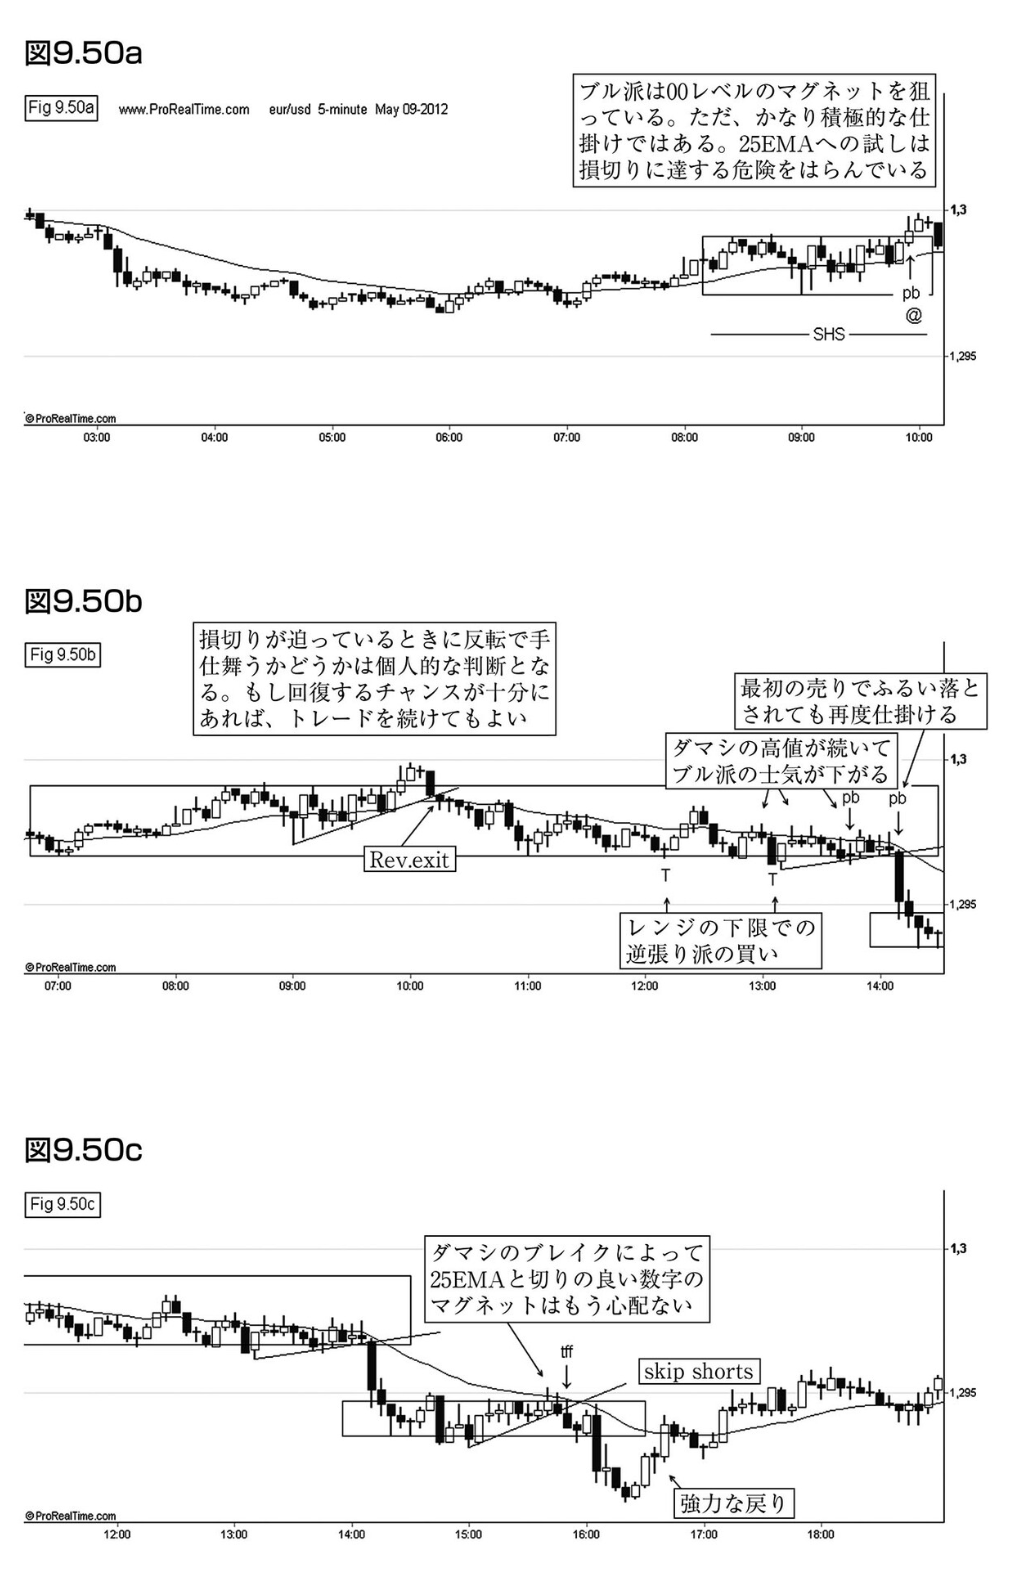 図9.50a
Fig 9.50a
www.ProRealTime.com eur/usd 5-minute May 09-2012
ブル派は00レベルのマグネットを狙
っている。ただ、かなり積極的な仕
掛けではある。25EMAへの試しは
損切りに達する危険をはらんでいる
1,3
pb
@
SHS
1,295
©ProRealTime.com
03:00 04:00 05:00 06:00 07:00 08:00 09:00 10:00
図9.50b
Fig 9.50b
損切りが迫っているときに反転で手
仕舞うかどうかは個人的な判断とな
る。もし回復するチャンスが十分に
あれば、トレードを続けてもよい
最初の売りでふるい落と
されても再度仕掛ける
ダマシの高値が続いて
ブル派の士気が下がる
1,3
pb pb
Rev.exit
T T
1,295
レンジの下限での
逆張り派の買い
©ProRealTime.com
07:00 08:00 09:00 10:00 11:00 12:00 13:00 14:00
図9.50c
Fig 9.50c
ダマシのブレイクによって
25EMAと切りの良い数字の
マグネットはもう心配ない
1,3
tff
skip shorts
1,295
強力な戻り
©ProRealTime.com
12:00 13:00 14:00 15:00 16:00 17:00 18:00